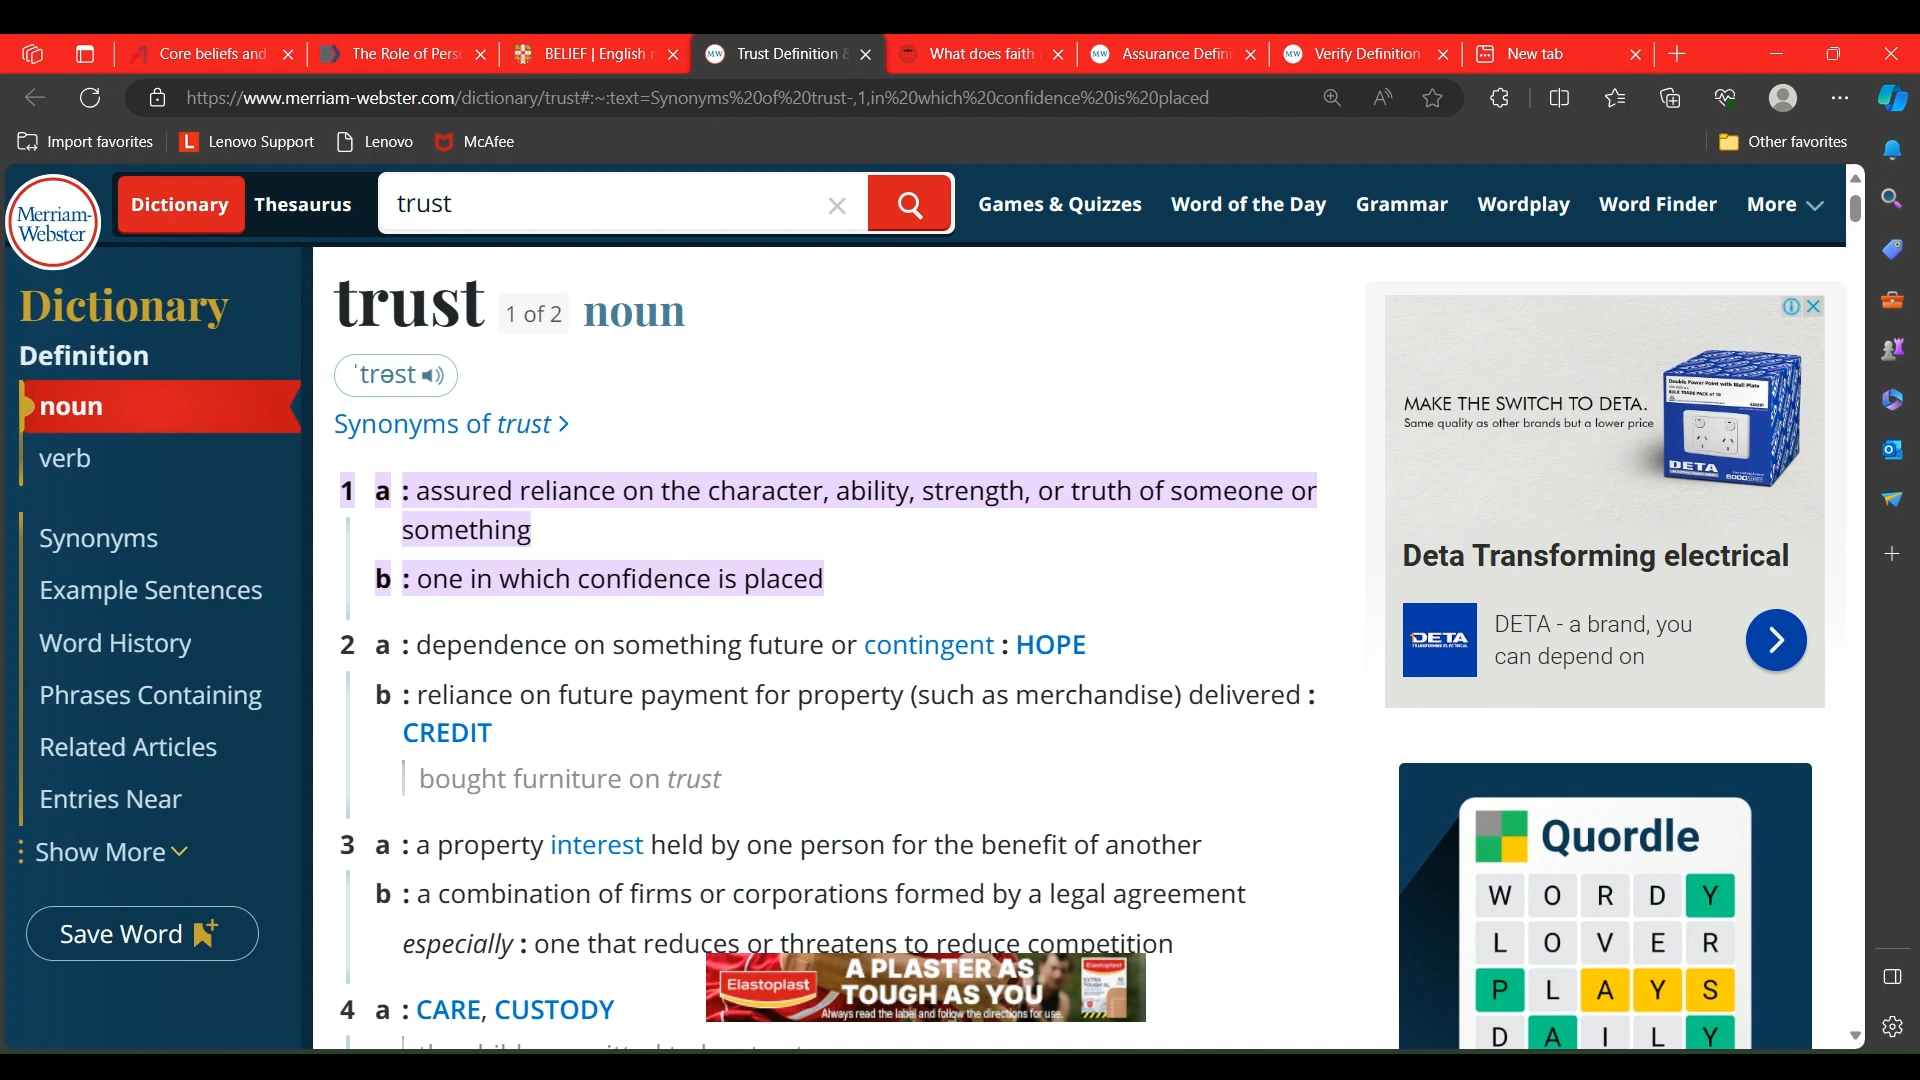 Core beliefs and
The Role of Pers
BELIEF | English
Trust Definition &
What does faith
Assurance Defini
Verify Definition
New tab
https://www.merriam-webster.com/dictionary/trust#:~:text=Synonyms%20of%20trust-,1,in%20which%20confidence%20is%20placed
Import favorites
Lenovo Support
Lenovo
McAfee
Other favorites
Merriam-
Webster
Dictionary
Thesaurus
trust
Games & Quizzes
Word of the Day
Grammar
Wordplay
Word Finder
More
Dictionary
Definition
noun
verb
Synonyms
Example Sentences
Word History
Phrases Containing
Related Articles
Entries Near
Show More
Save Word
trust 1 of 2 noun
ˈtrəst
Synonyms of trust >
1 a : assured reliance on the character, ability, strength, or truth of someone or
something
b : one in which confidence is placed
2 a : dependence on something future or contingent : HOPE
b : reliance on future payment for property (such as merchandise) delivered :
CREDIT
bought furniture on trust
3 a : a property interest held by one person for the benefit of another
b : a combination of firms or corporations formed by a legal agreement
especially : one that reduces or threatens to reduce competition
4 a : CARE, CUSTODY
MAKE THE SWITCH TO DETA.
Same quality as other brands but a lower price
Double Power Point with Wall Plate
DETA
Deta Transforming electrical
DETA
DETA - a brand, you
can depend on
Quordle
W O R D Y
L O V E R
P L A Y S
D A I L Y
Elastoplast
A PLASTER AS
TOUGH AS YOU
Always read the label and follow the directions for use.